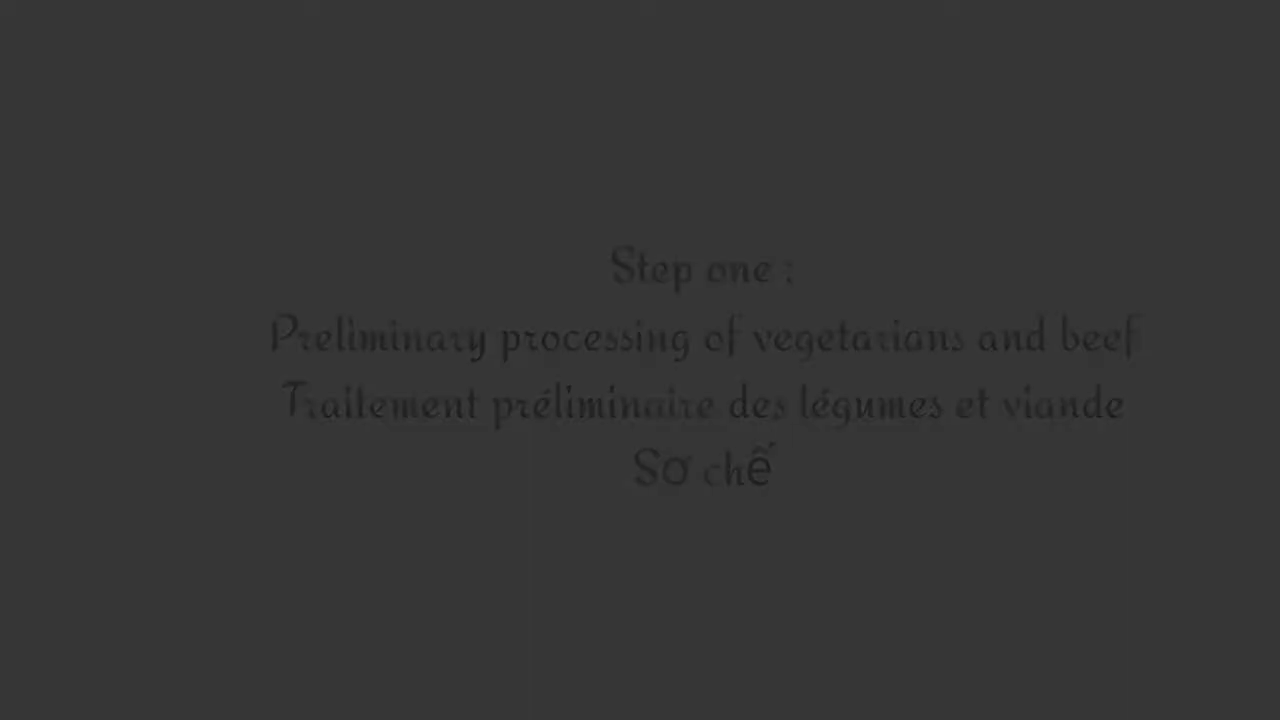 Step one :
Preliminary processing of vegetarians and beef
Traitement préliminaire des légumes et viande
Sơ chế